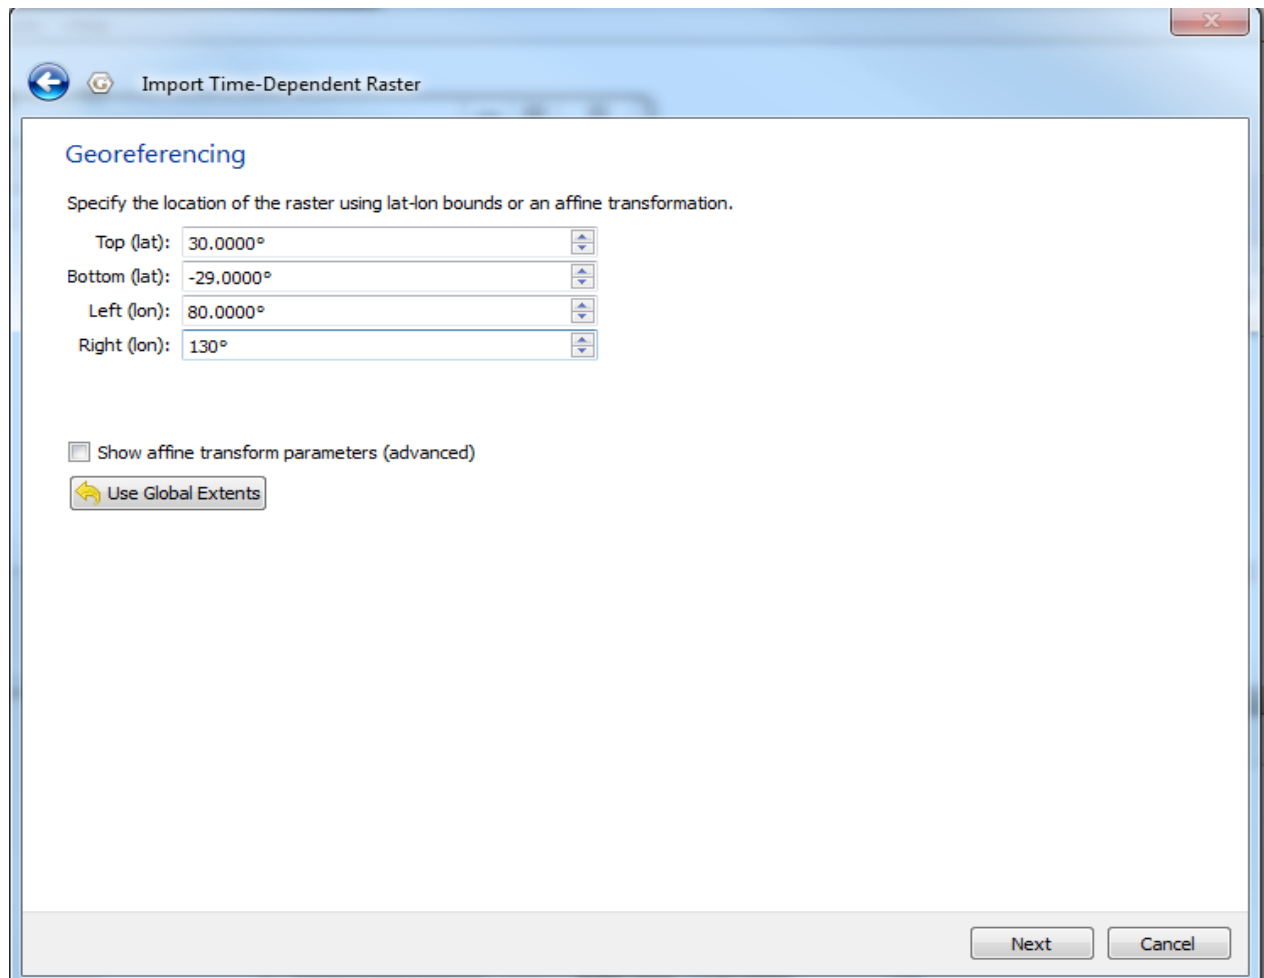 Import Time-Dependent Raster
Georeferencing
Specify the location of the raster using lat-lon bounds or an affine transformation.
Top (lat): 30.0000°
Bottom (lat): -29.0000°
Left (lon): 80.0000°
Right (lon): 130°
Show affine transform parameters (advanced)
Use Global Extents
Next Cancel